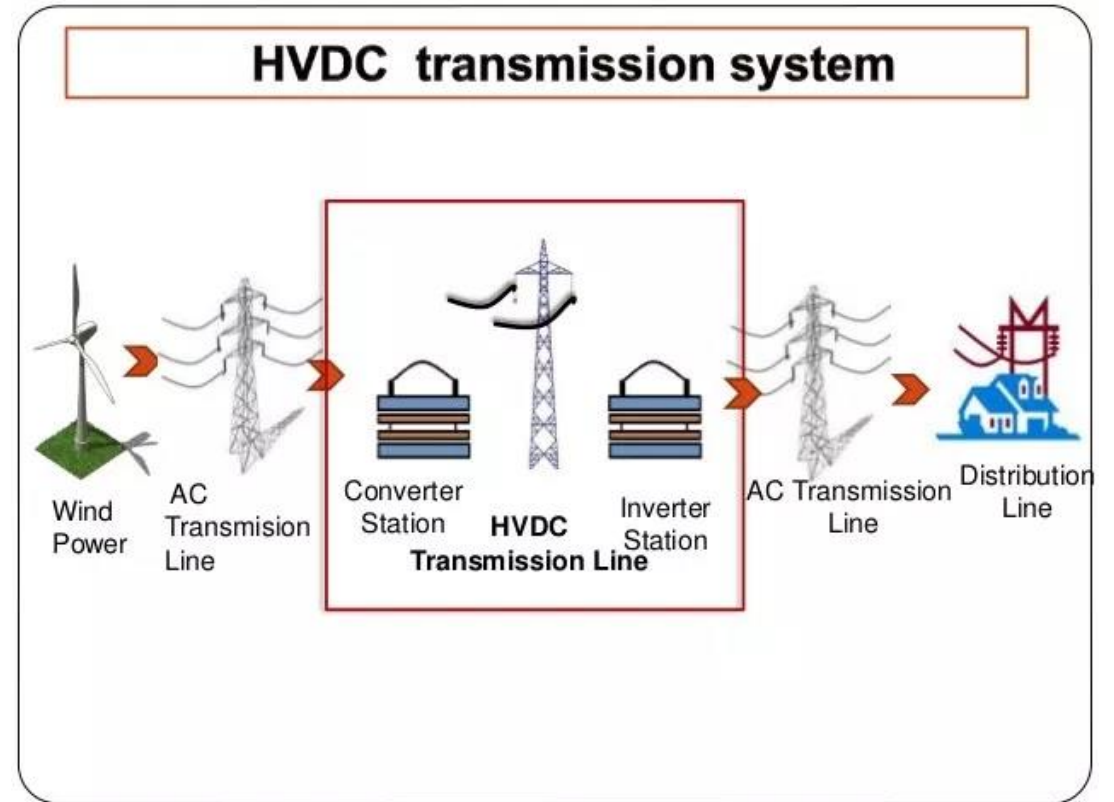 HVDC transmission system
Wind
Power
AC
Transmision
Line
Converter
Station
HVDC
Transmission Line
Inverter
Station
AC Transmission
Line
Distribution
Line